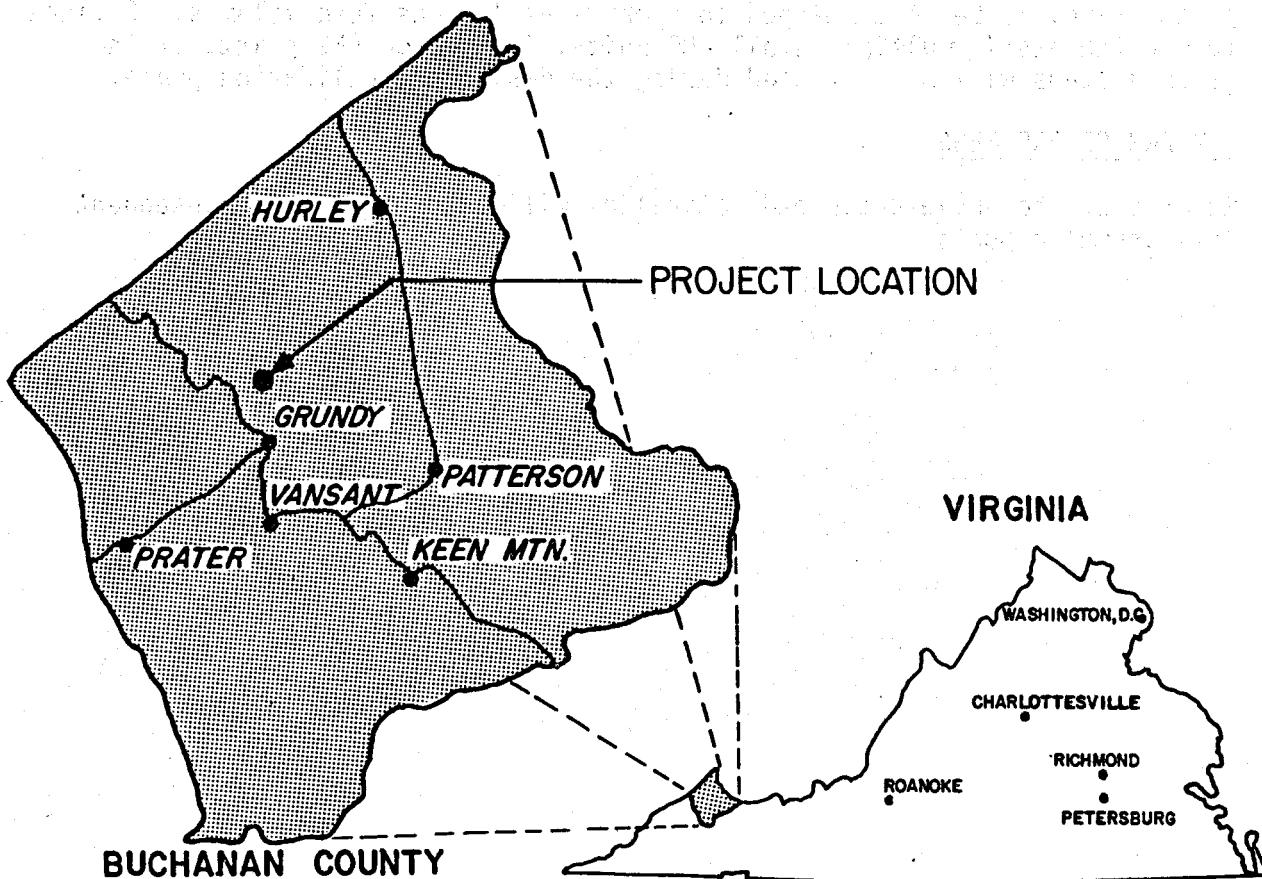 HURLEY
PROJECT LOCATION
GRUNDY
PATTERSON
VANSANT
PRATER
KEEN MTN.
BUCHANAN COUNTY
VIRGINIA
WASHINGTON, D.C.
CHARLOTTESVILLE
RICHMOND
ROANOKE
PETERSBURG